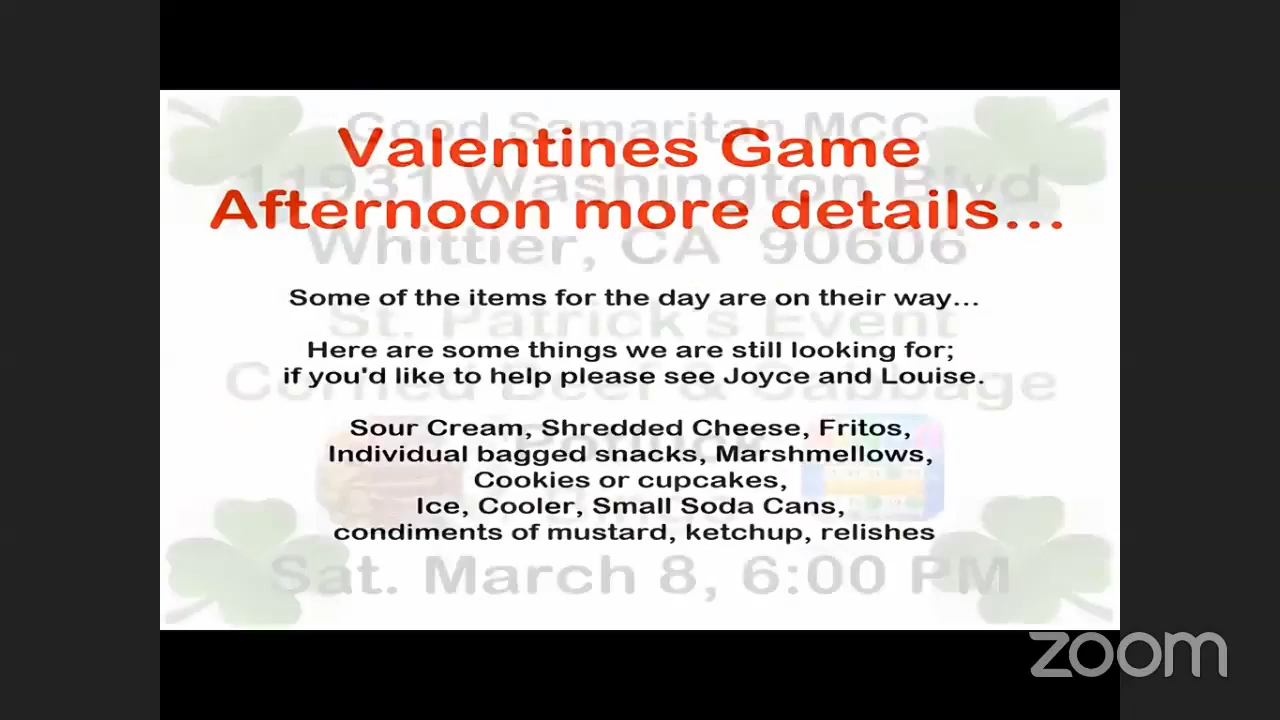 Good Samaritan MCC
Valentines Game
11931 Washington Blvd
Afternoon more details...
Whittier, CA 90606
Some of the items for the day are on their way...
St. Patrick's Event
Here are some things we are still looking for;
if you'd like to help please see Joyce and Louise.
Corned Beef & Cabbage
Sour Cream, Shredded Cheese, Fritos,
Potluck
Individual bagged snacks, Marshmellows,
Cookies or cupcakes,
Ice, Cooler, Small Soda Cans,
condiments of mustard, ketchup, relishes
Sat. March 8, 6:00 PM
zoom